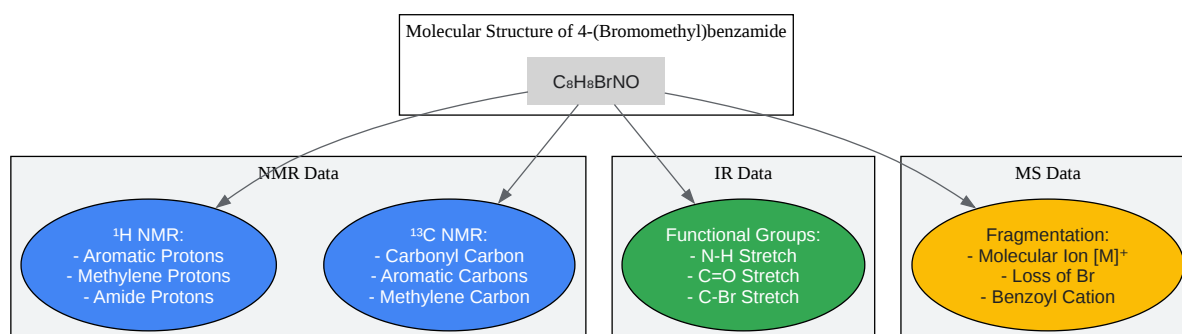 Molecular Structure of 4-(Bromomethyl)benzamide
C₈H₈BrNO
NMR Data
¹H NMR:
- Aromatic Protons
- Methylene Protons
- Amide Protons
¹³C NMR:
- Carbonyl Carbon
- Aromatic Carbons
- Methylene Carbon
IR Data
Functional Groups:
- N-H Stretch
- C=O Stretch
- C-Br Stretch
MS Data
Fragmentation:
- Molecular Ion [M]⁺
- Loss of Br
- Benzoyl Cation